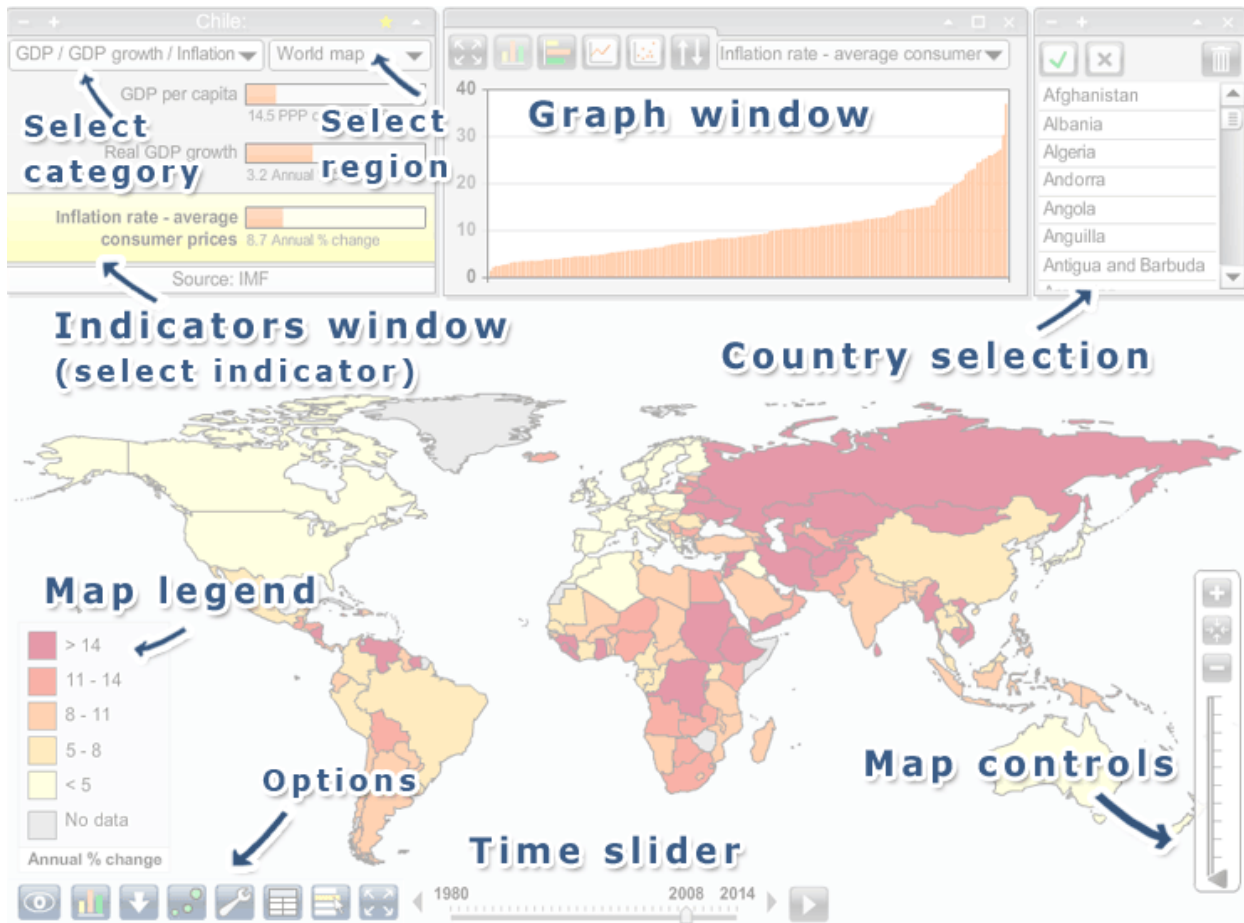 Chile:
GDP / GDP growth / Inflation
World map
GDP per capita
14.5 PPP
Select category
Select region
Real GDP growth
3.2 Annual
Inflation rate - average consumer prices
8.7 Annual % change
Source: IMF
Indicators window
(select indicator)
Inflation rate - average consumer
Graph window
40
30
20
10
0
Afghanistan
Albania
Algeria
Andorra
Angola
Anguilla
Antigua and Barbuda
Country selection
Map legend
> 14
11 - 14
8 - 11
5 - 8
< 5
No data
Annual % change
Options
Time slider
Map controls
1980
2008
2014